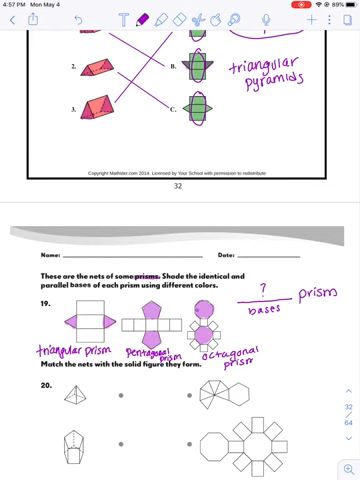 4:57 PM Mon May 4
2.
B.
triangular
pyramids
3.
C.
Copyright Mathster.com 2014. Licensed by Your School with permission to redistribute
32
Name:
Date:
These are the nets of some prisms. Shade the identical and
parallel bases of each prism using different colors.
?
bases
prism
19.
triangular prism
pentagonal
prism
octagonal
prism
Match the nets with the solid figure they form.
20.
32
64